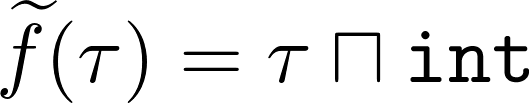 f̃(τ) = τ ⊓ int